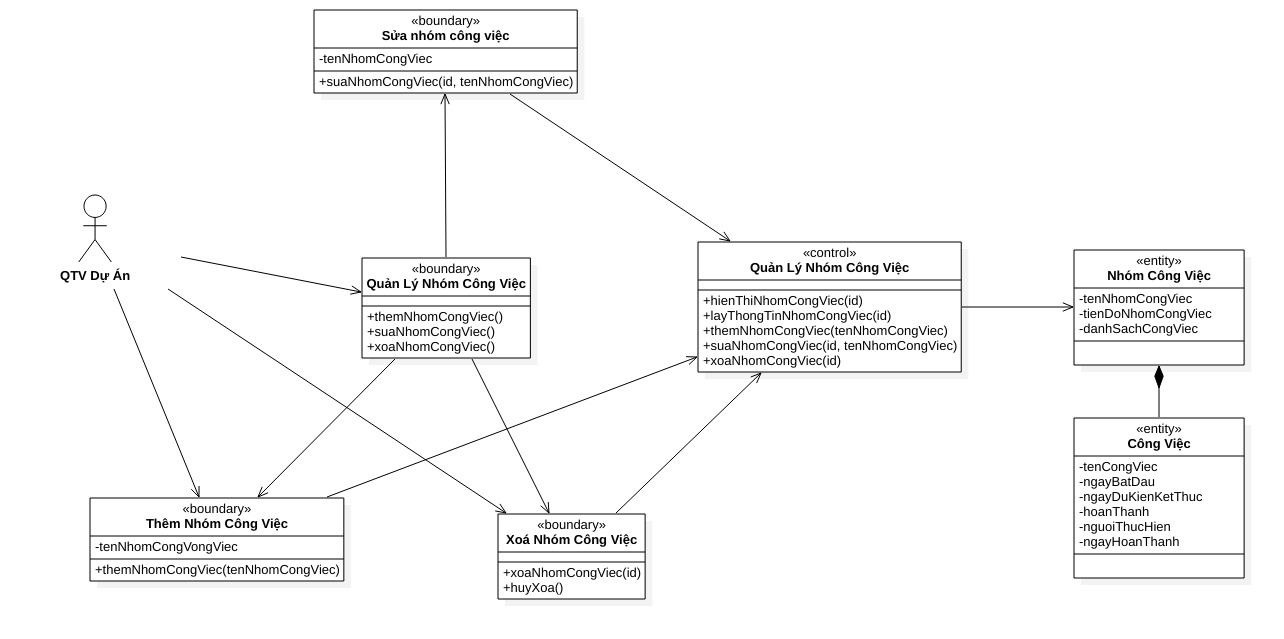 «boundary»
Sửa nhóm công việc
-tenNhomCongViec
+suaNhomCongViec(id, tenNhomCongViec)
QTV Dự Án
«boundary»
Quản Lý Nhóm Công Việc
+themNhomCongViec()
+suaNhomCongViec()
+xoaNhomCongViec()
«control»
Quản Lý Nhóm Công Việc
+hienThiNhomCongViec(id)
+layThongTinNhomCongViec(id)
+themNhomCongViec(tenNhomCongViec)
+suaNhomCongViec(id, tenNhomCongViec)
+xoaNhomCongViec(id)
«entity»
Nhóm Công Việc
-tenNhomCongViec
-tienDoNhomCongViec
-danhSachCongViec
«entity»
Công Việc
-tenCongViec
-ngayBatDau
-ngayDuKienKetThuc
-hoanThanh
-nguoiThucHien
-ngayHoanThanh
«boundary»
Thêm Nhóm Công Việc
-tenNhomCongVongViec
+themNhomCongViec(tenNhomCongViec)
«boundary»
Xoá Nhóm Công Việc
+xoaNhomCongViec(id)
+huyXoa()